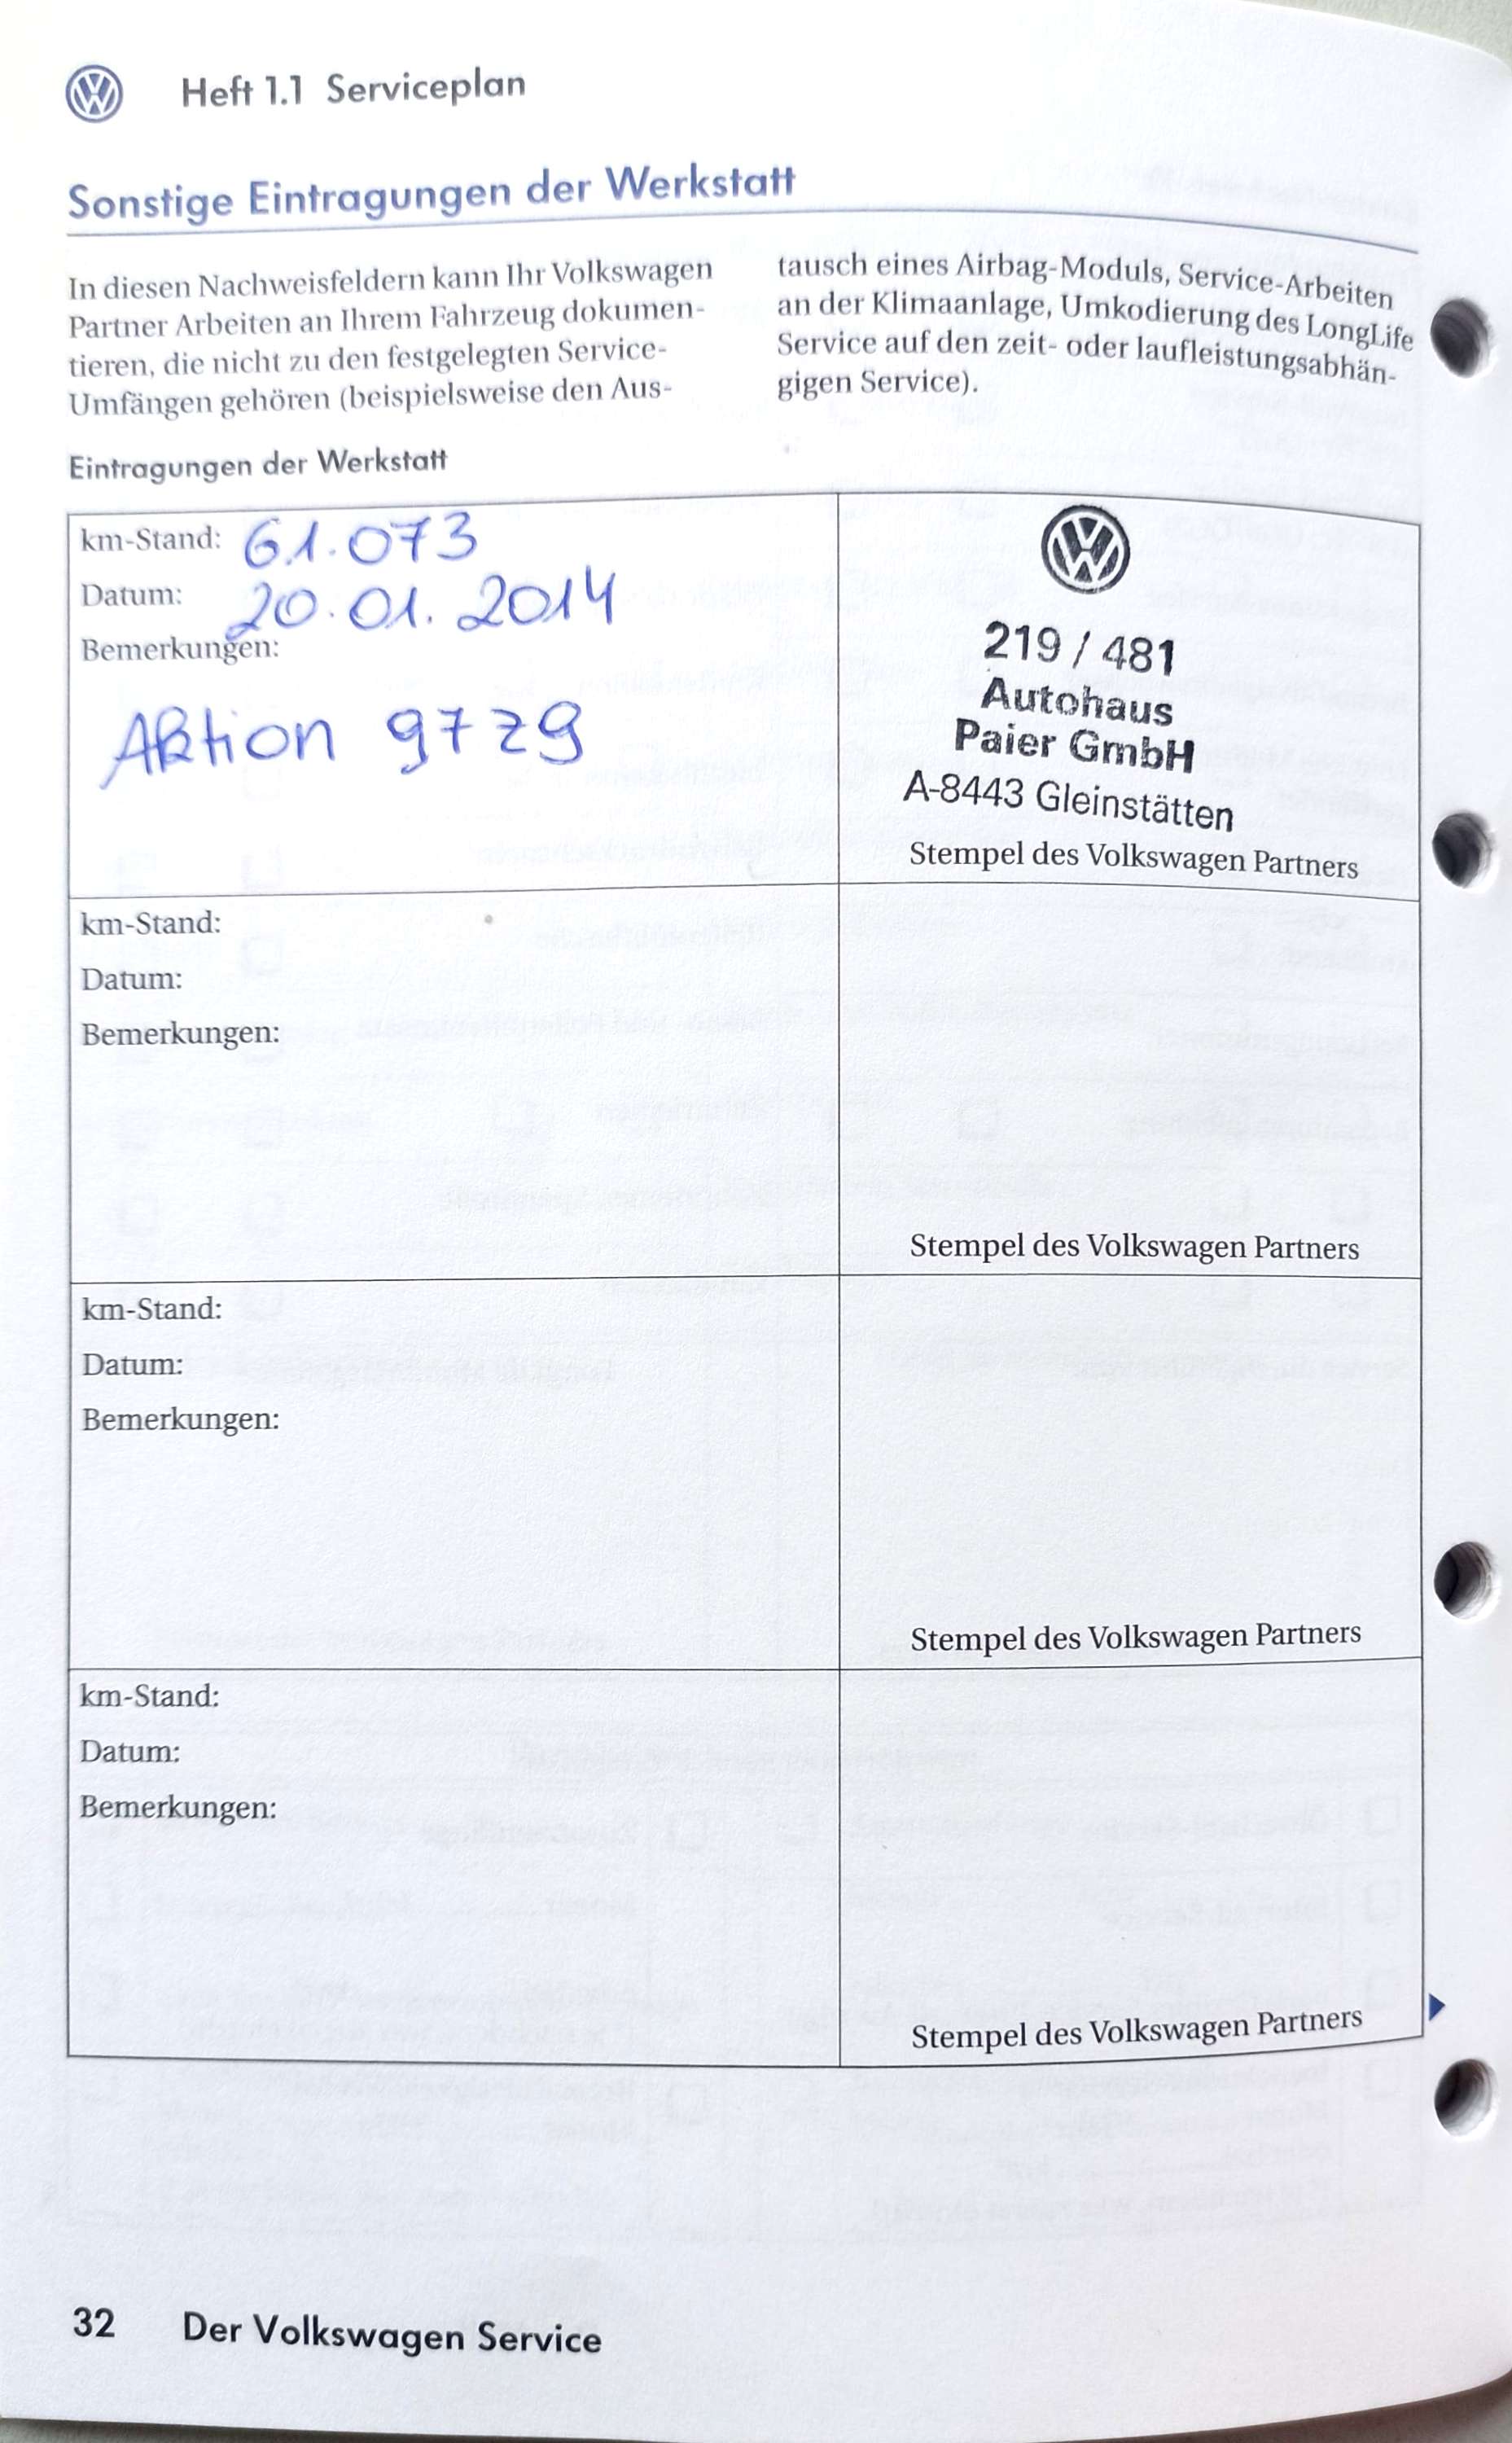 Heft 1.1 Serviceplan
Sonstige Eintragungen der Werkstatt
In diesen Nachweisfeldern kann Ihr Volkswagen
Partner Arbeiten an Ihrem Fahrzeug dokumen-
tieren, die nicht zu den festgelegten Service-
Umfängen gehören (beispielsweise den Aus-
tausch eines Airbag-Moduls, Service-Arbeiten
an der Klimaanlage, Umkodierung des LongLife
Service auf den zeit- oder laufleistungsabhän-
gigen Service).
Eintragungen der Werkstatt
km-Stand: 61.073
Datum: 20.01.2014
Bemerkungen:
Aktion 97Z9
219 / 481
Autohaus
Paier GmbH
A-8443 Gleinstätten
Stempel des Volkswagen Partners
km-Stand:
Datum:
Bemerkungen:
Stempel des Volkswagen Partners
km-Stand:
Datum:
Bemerkungen:
Stempel des Volkswagen Partners
km-Stand:
Datum:
Bemerkungen:
Stempel des Volkswagen Partners
32 Der Volkswagen Service